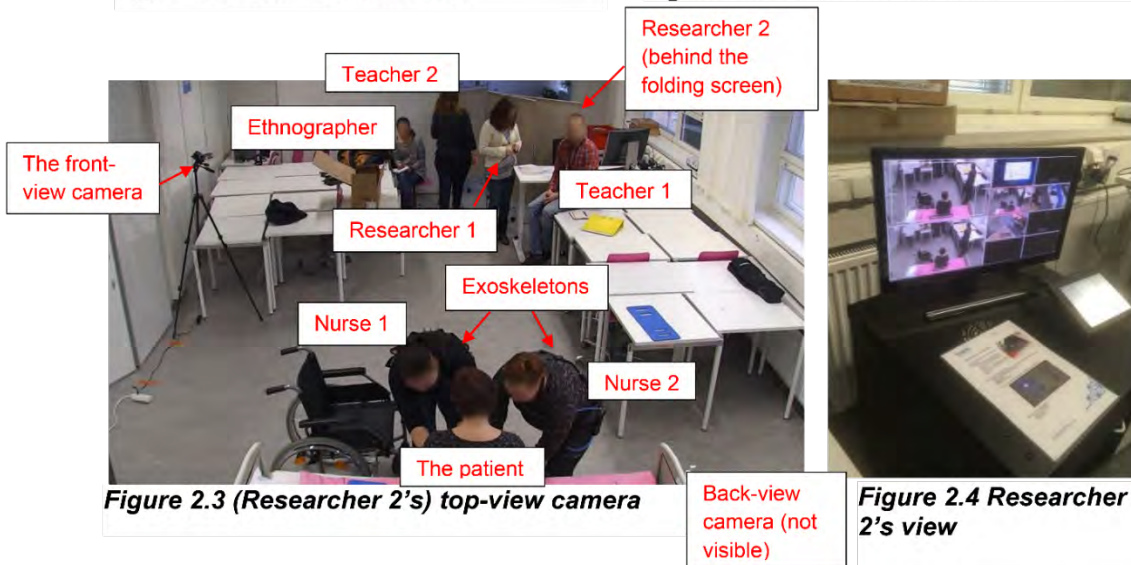 Researcher 2
(behind the
folding screen)
Teacher 2
Ethnographer
The front-
view camera
Teacher 1
Researcher 1
Exoskeletons
Nurse 1
Nurse 2
The patient
Figure 2.3 (Researcher 2's) top-view camera
Back-view
camera (not
visible)
Figure 2.4 Researcher
2's view